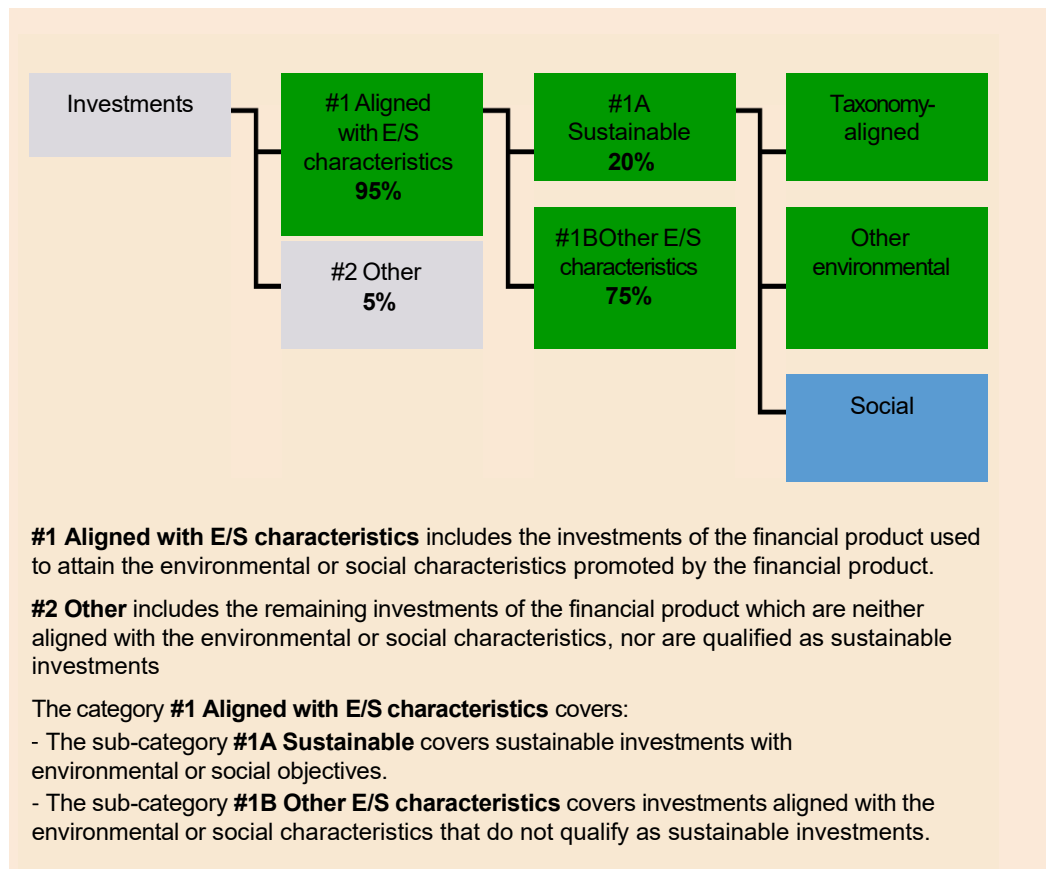 Investments
#1 Aligned
with E/S
characteristics
95%
#2 Other
5%
#1A
Sustainable
20%
#1BOther E/S
characteristics
75%
Taxonomy-
aligned
Other
environmental
Social
#1 Aligned with E/S characteristics includes the investments of the financial product used
to attain the environmental or social characteristics promoted by the financial product.
#2 Other includes the remaining investments of the financial product which are neither
aligned with the environmental or social characteristics, nor are qualified as sustainable
investments
The category #1 Aligned with E/S characteristics covers:
- The sub-category #1A Sustainable covers sustainable investments with
environmental or social objectives.
- The sub-category #1B Other E/S characteristics covers investments aligned with the
environmental or social characteristics that do not qualify as sustainable investments.